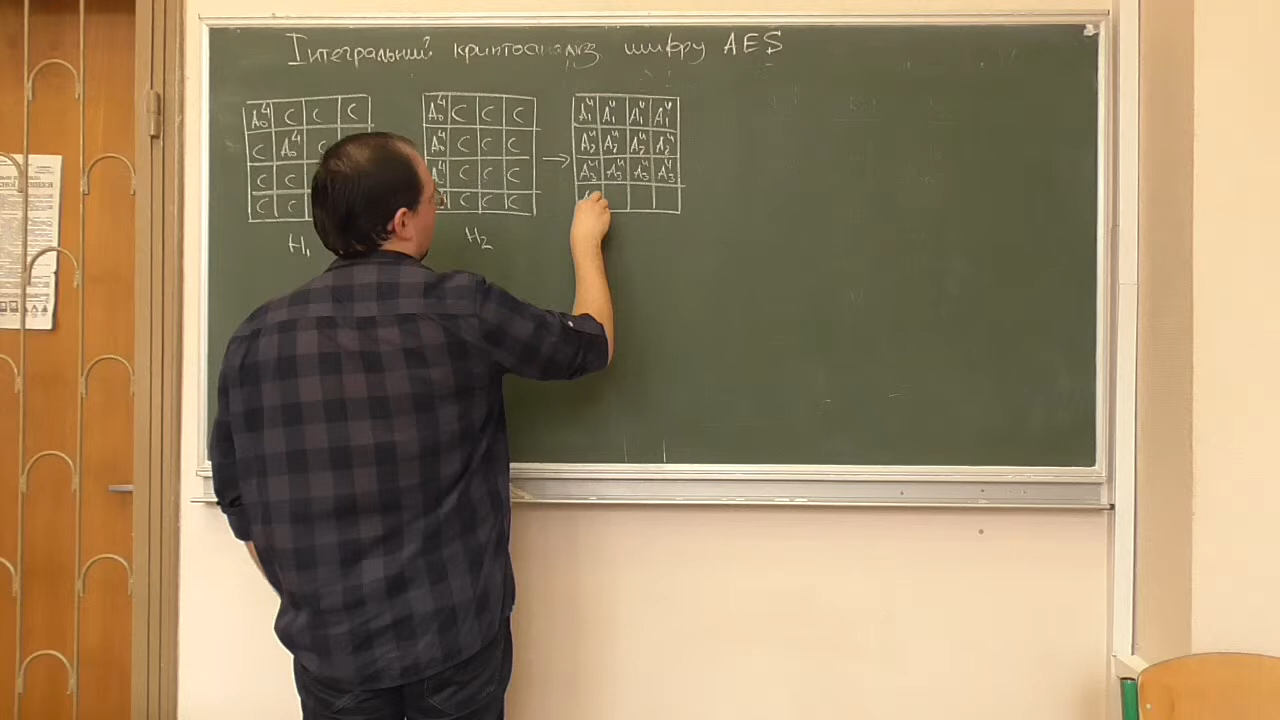 Інтегральний криптоаналіз шифру AES
A₀⁴ C C C
C A₀⁴ C
C C
C C
H₁
A₀⁴ C C C
A₀⁴ C C C
A₀⁴ C C C
C C C
H₂
→
A₁⁴ A₁⁴ A₁⁴ A₁⁴
A₂⁴ A₂⁴ A₂⁴ A₂⁴
A₃⁴ A₃⁴ A₃⁴ A₃⁴